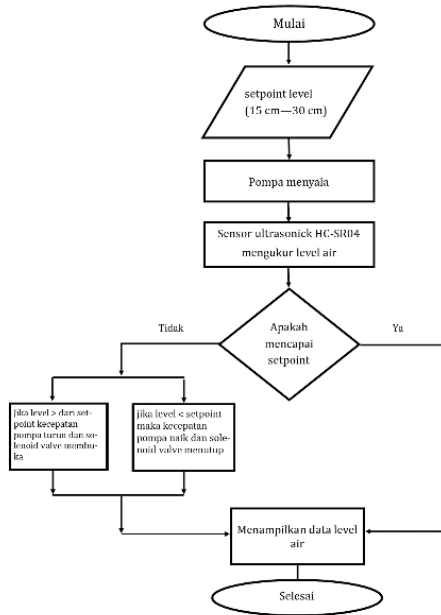 Mulai
setpoint level
(15 cm—30 cm)
Pompa menyala
Sensor ultrasonick HC-SR04
mengukur level air
Apakah
mencapai
setpoint
Tidak
Ya
jika level > dari set-
point kecepatan
pompa turun dan so-
lenoid valve membu-
ka
jika level < setpoint
maka kecepatan
pompa naik dan sole-
noid valve menutup
Menampilkan data level
air
Selesai